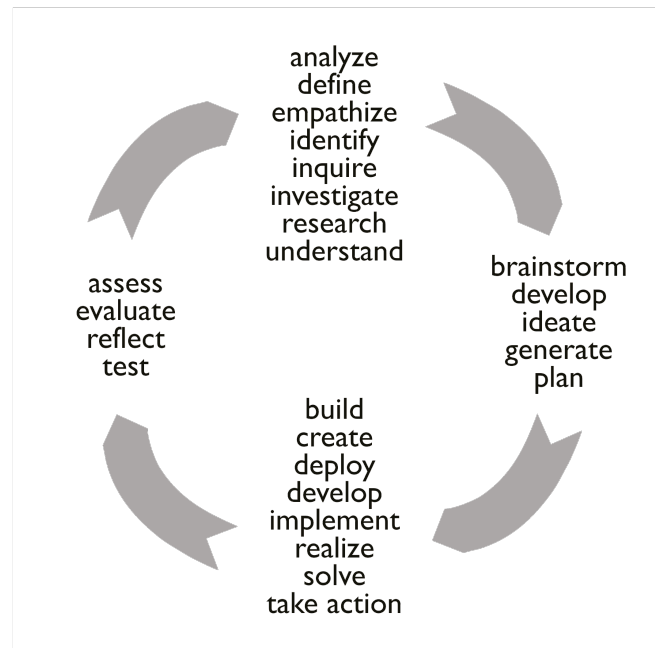 analyze
define
empathize
identify
inquire
investigate
research
understand
brainstorm
develop
ideate
generate
plan
build
create
deploy
develop
implement
realize
solve
take action
assess
evaluate
reflect
test